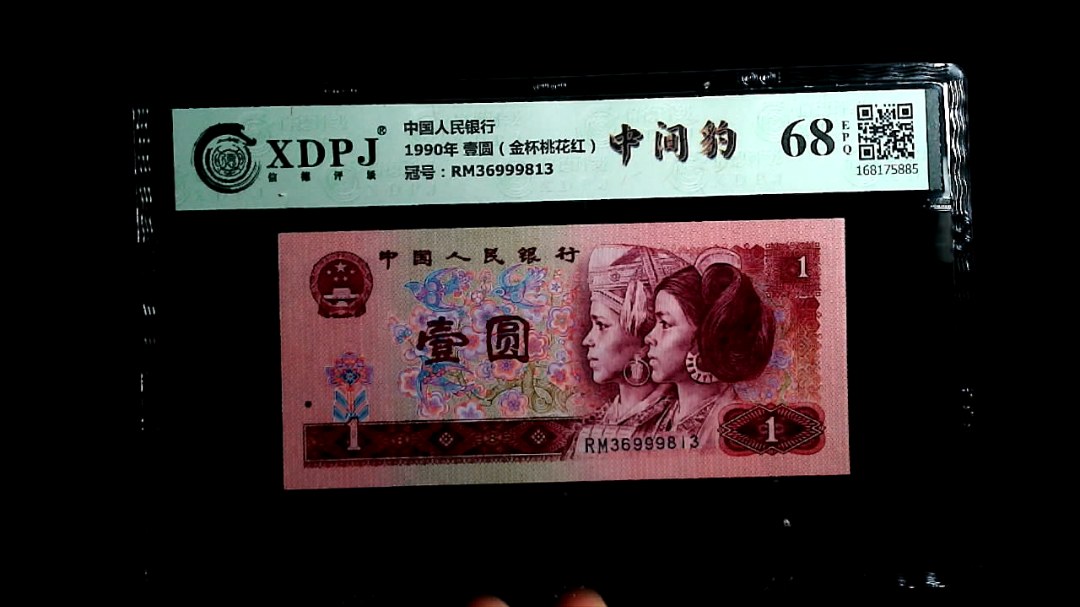 XDPJ®
信德评级
中国人民银行
1990年 壹圆（金杯桃花红）
冠号：RM36999813
中间豹
68 EPQ
168175885
中国人民银行
1
壹圆
1
RM36999813
1